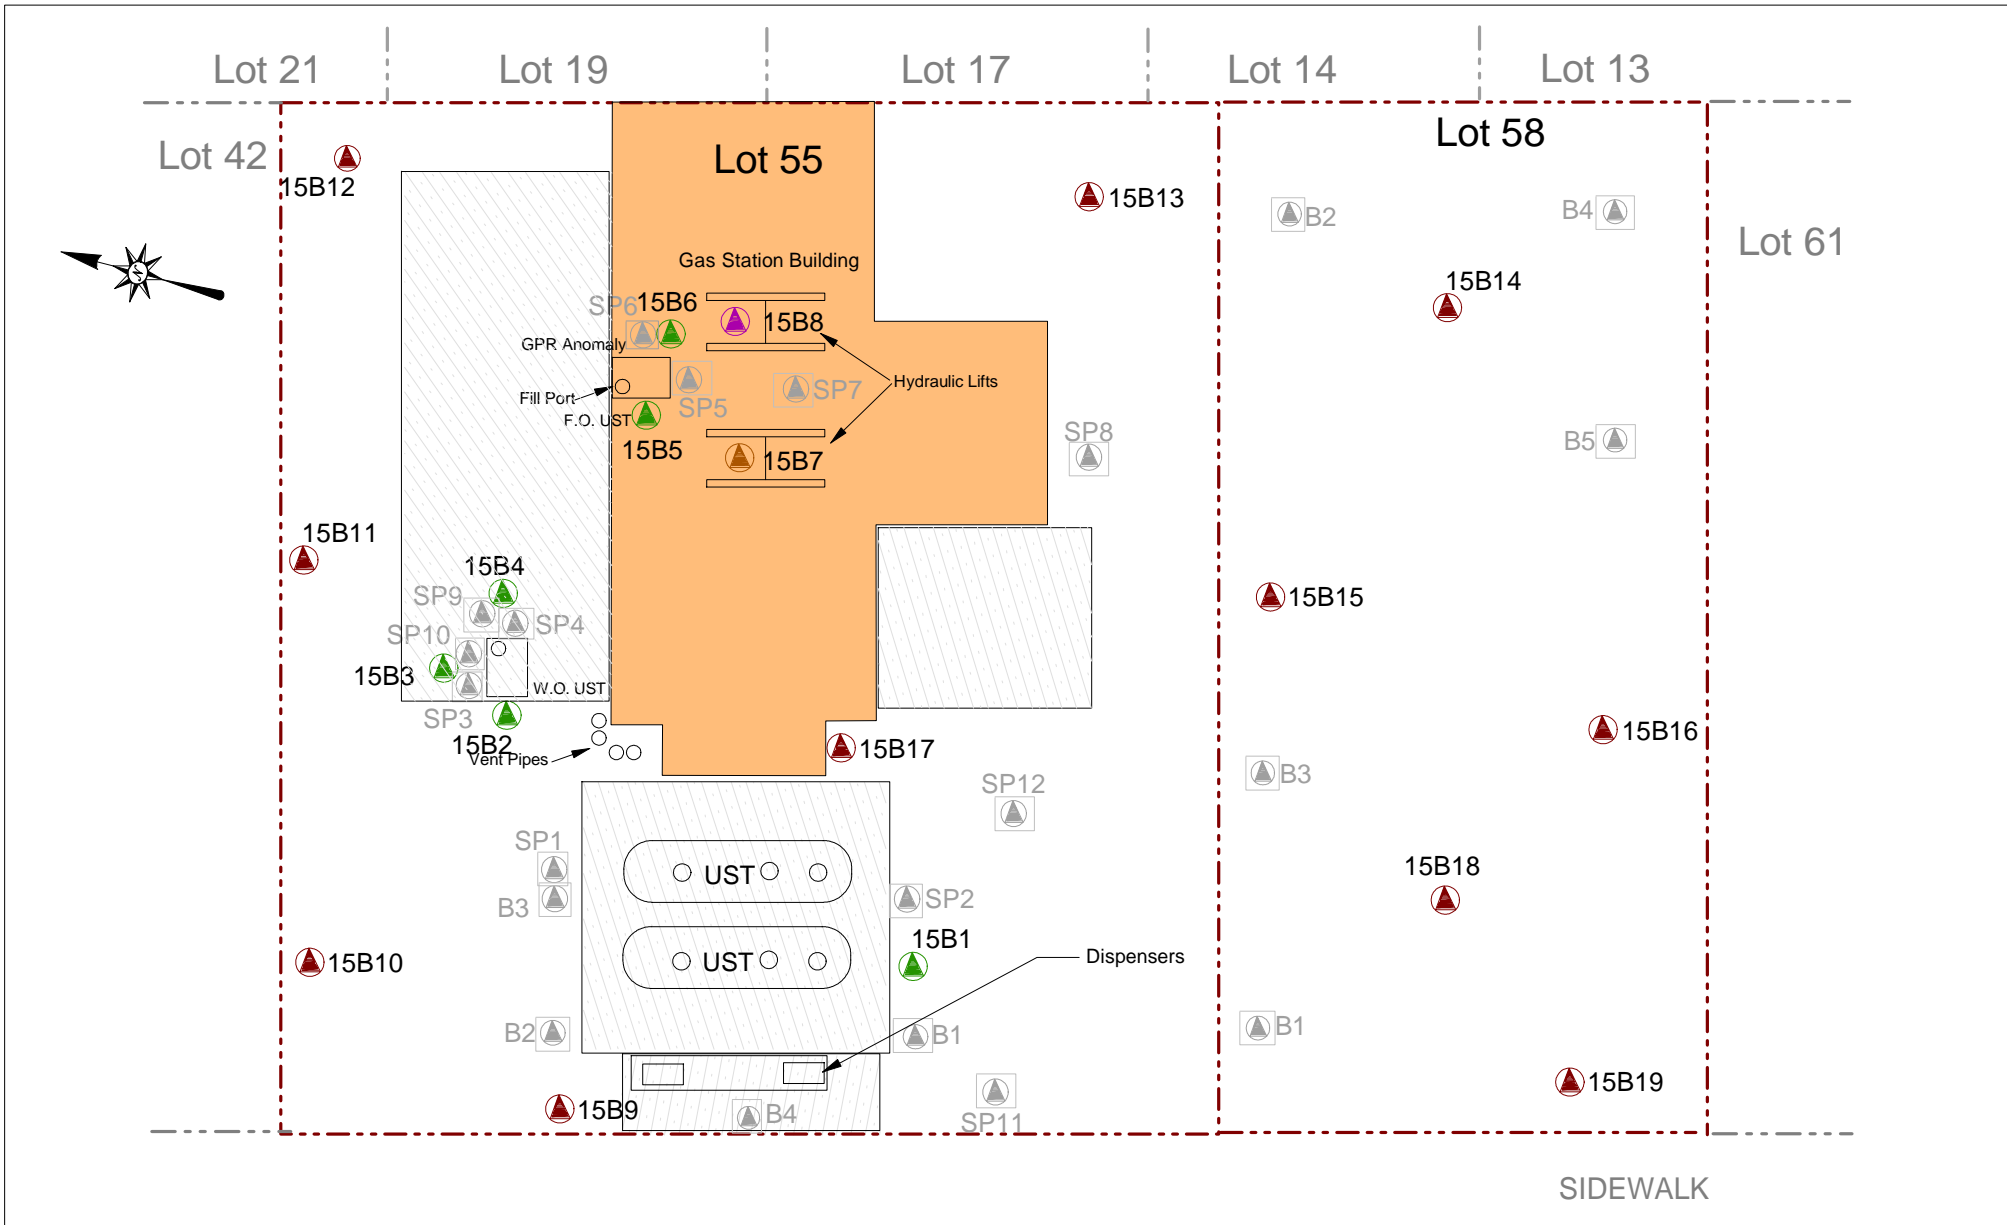 Lot 21
Lot 19
Lot 17
Lot 14
Lot 13
Lot 42
Lot 55
Lot 58
Lot 61
15B12
15B13
B2
B4
Gas Station Building
15B14
SP6
15B6
15B8
GPR Anomaly
Hydraulic Lifts
SP7
Fill Port
SP5
F.O. UST
15B5
15B7
SP8
B5
15B11
15B4
SP9
SP4
15B15
SP10
15B3
W.O. UST
SP3
15B2
Vent Pipes
15B17
15B16
B3
SP12
SP1
UST
15B18
B3
SP2
15B1
15B10
UST
Dispensers
B2
B1
B1
15B9
B4
SP11
15B19
SIDEWALK